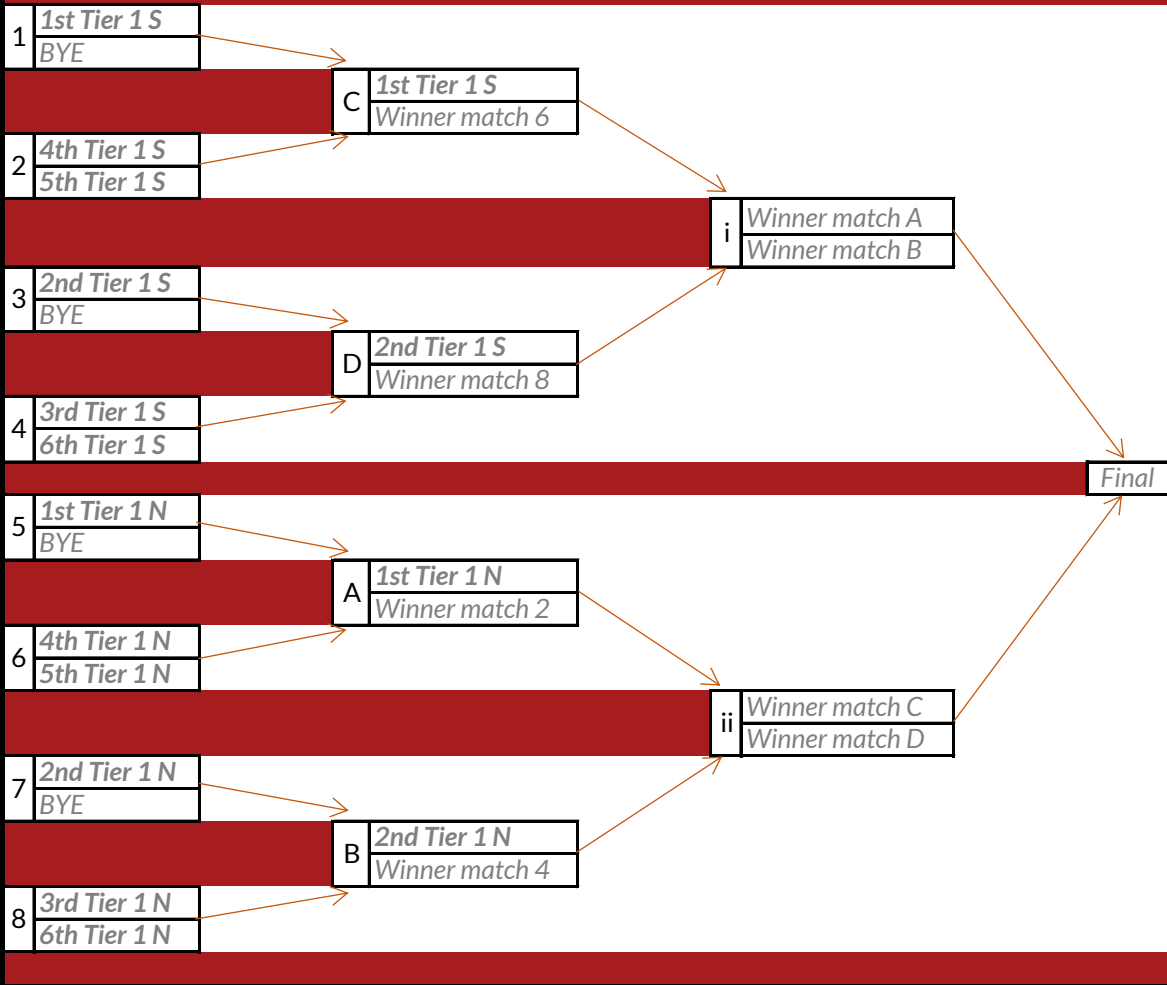 1
1st Tier 1 S
BYE
C
1st Tier 1 S
Winner match 6
2
4th Tier 1 S
5th Tier 1 S
i
Winner match A
Winner match B
3
2nd Tier 1 S
BYE
D
2nd Tier 1 S
Winner match 8
4
3rd Tier 1 S
6th Tier 1 S
Final
5
1st Tier 1 N
BYE
A
1st Tier 1 N
Winner match 2
6
4th Tier 1 N
5th Tier 1 N
ii
Winner match C
Winner match D
7
2nd Tier 1 N
BYE
B
2nd Tier 1 N
Winner match 4
8
3rd Tier 1 N
6th Tier 1 N